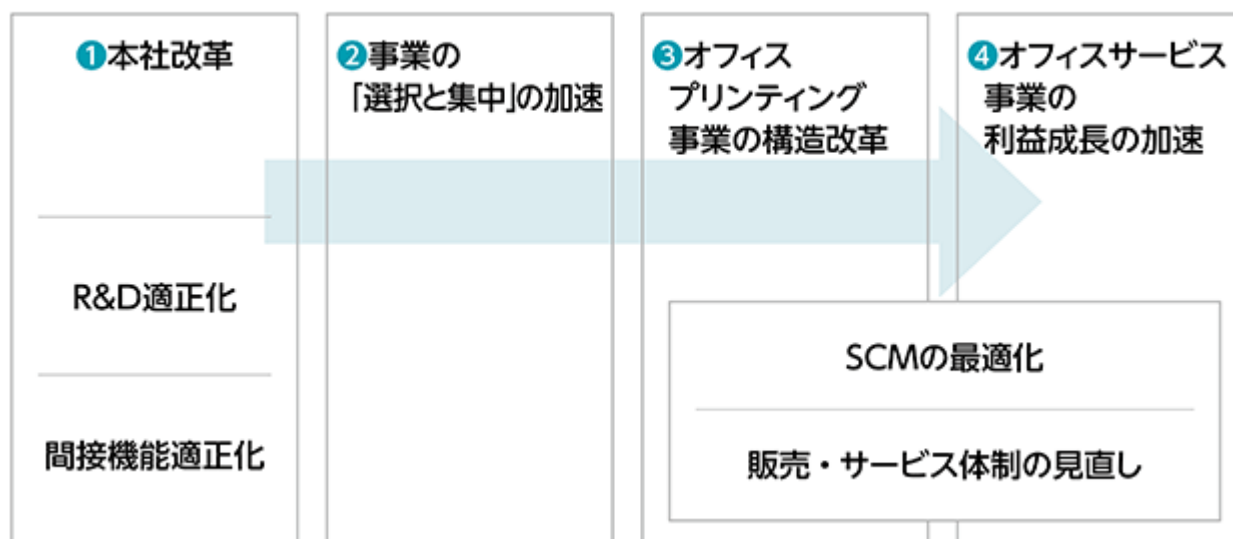 ❶本社改革
R&D適正化
間接機能適正化
❷事業の
「選択と集中」の加速
❸オフィス
プリンティング
事業の構造改革
❹オフィスサービス
事業の
利益成長の加速
SCMの最適化
販売・サービス体制の見直し